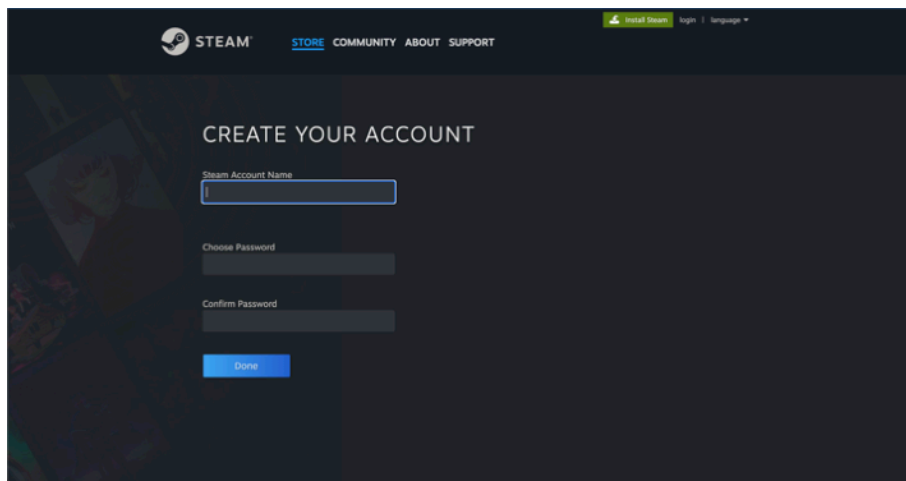 Install Steam login | language
STEAM® STORE COMMUNITY ABOUT SUPPORT
CREATE YOUR ACCOUNT
Steam Account Name
Choose Password
Confirm Password
Done